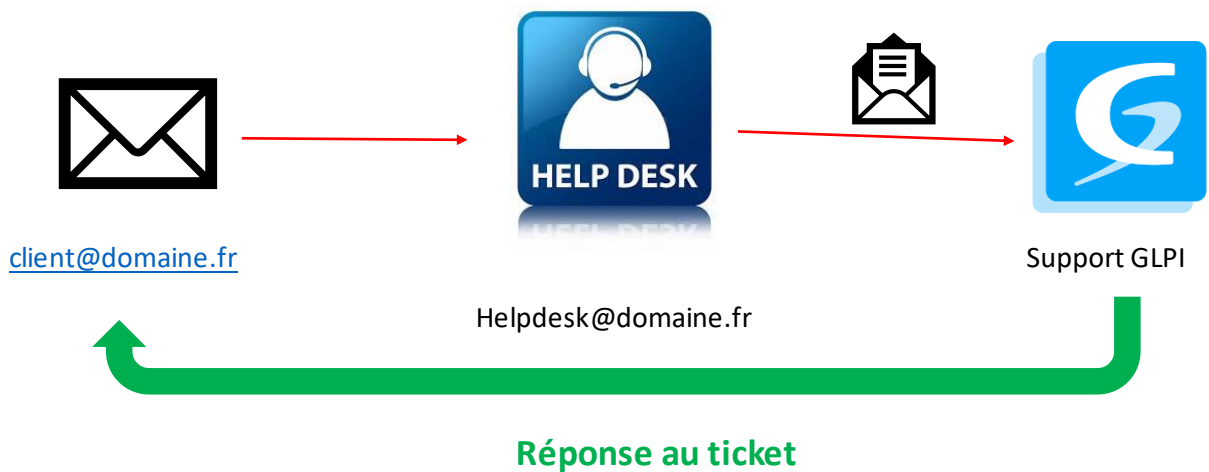 HELP DESK
client@domaine.fr
Support GLPI
Helpdesk@domaine.fr
Réponse au ticket